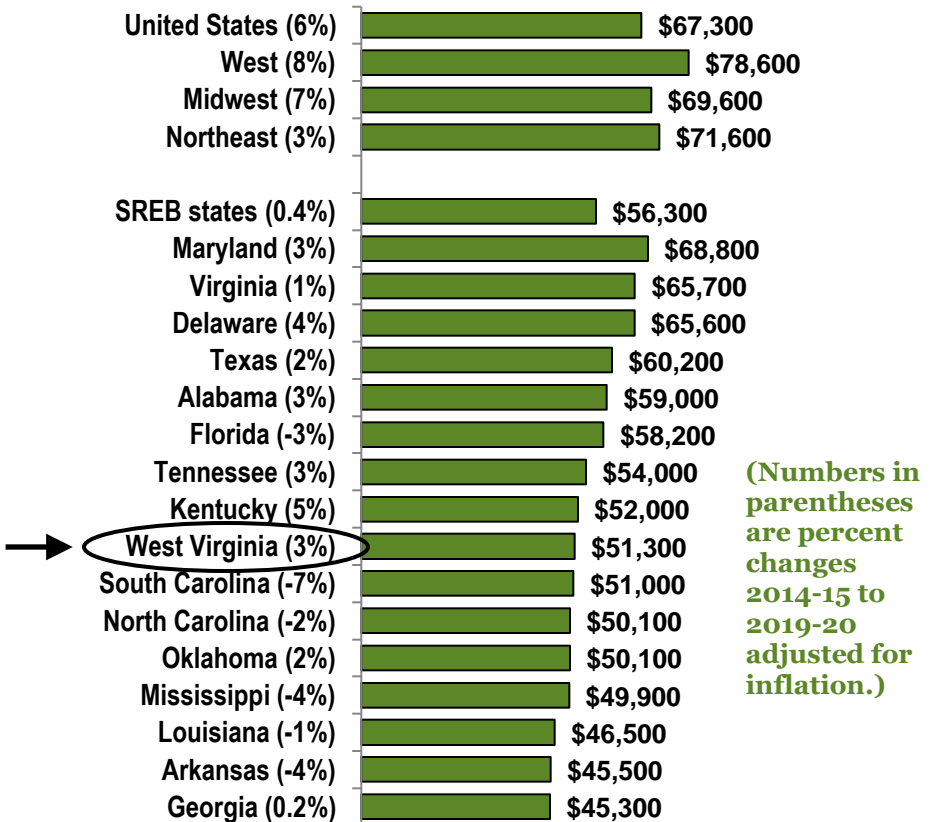 United States (6%) $67,300
West (8%) $78,600
Midwest (7%) $69,600
Northeast (3%) $71,600
SREB states (0.4%) $56,300
Maryland (3%) $68,800
Virginia (1%) $65,700
Delaware (4%) $65,600
Texas (2%) $60,200
Alabama (3%) $59,000
Florida (-3%) $58,200
Tennessee (3%) $54,000
Kentucky (5%) $52,000
West Virginia (3%) $51,300
South Carolina (-7%) $51,000
North Carolina (-2%) $50,100
Oklahoma (2%) $50,100
Mississippi (-4%) $49,900
Louisiana (-1%) $46,500
Arkansas (-4%) $45,500
Georgia (0.2%) $45,300
(Numbers in
parentheses
are percent
changes
2014-15 to
2019-20
adjusted for
inflation.)